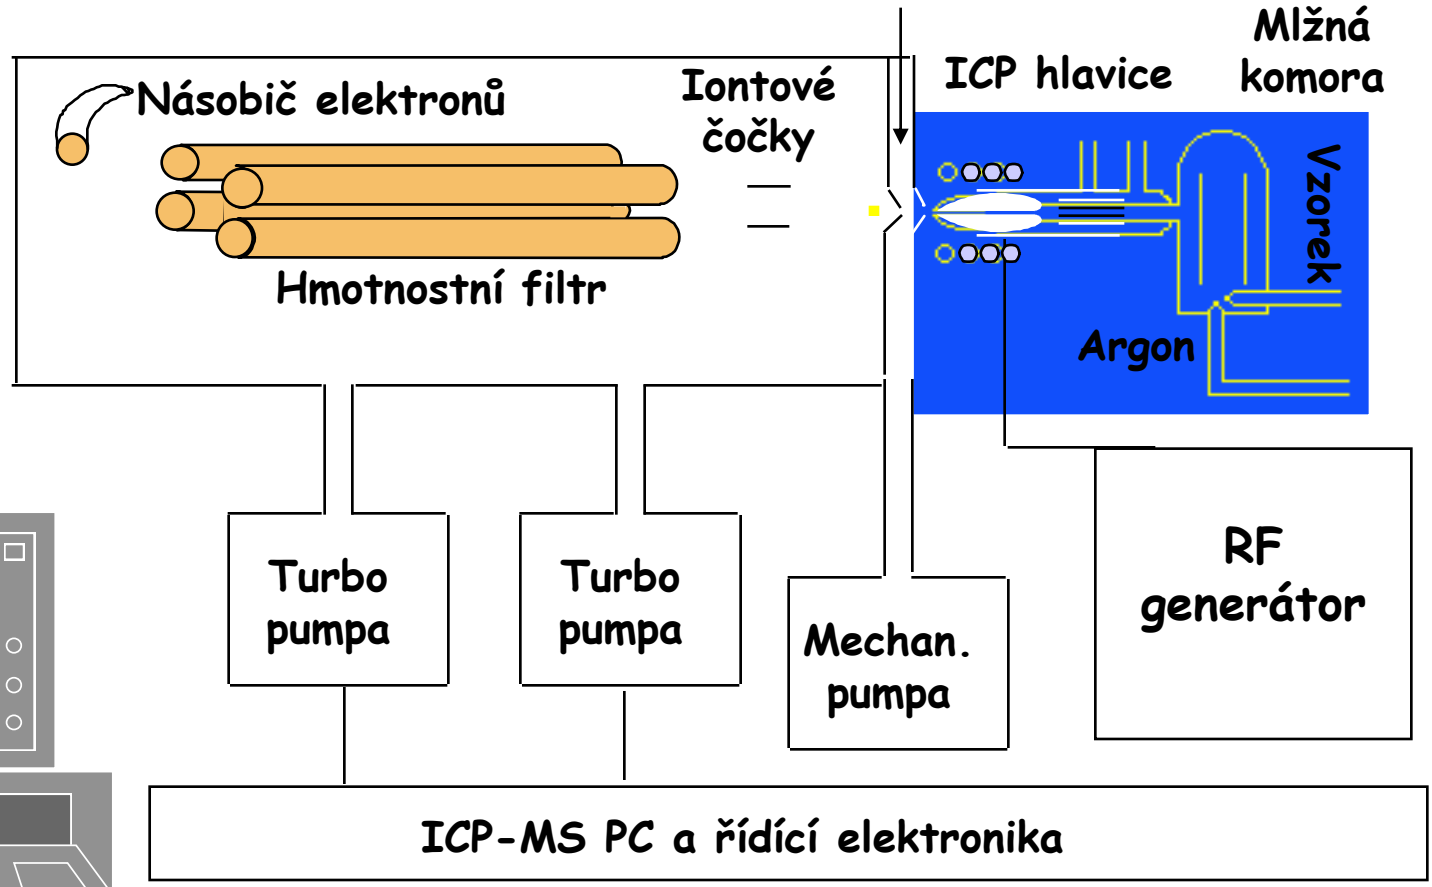 Mlžná
komora
ICP hlavice
Iontové
čočky
Násobič elektronů
Vzorek
Hmotnostní filtr
Argon
RF
generátor
Turbo
pumpa
Turbo
pumpa
Mechan.
pumpa
ICP-MS PC a řídící elektronika